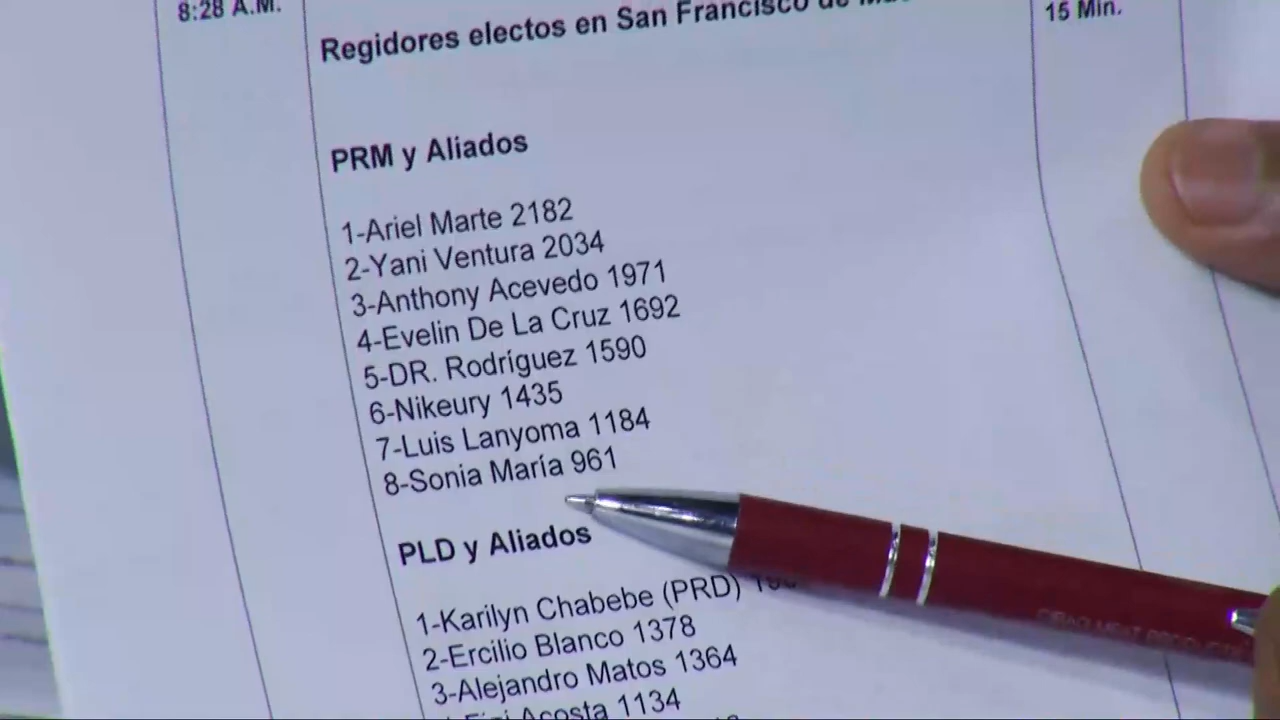 8:28 A.M.
Regidores electos en San Francisco de
15 Min.
PRM y Aliados
1-Ariel Marte 2182
2-Yani Ventura 2034
3-Anthony Acevedo 1971
4-Evelin De La Cruz 1692
5-DR. Rodríguez 1590
6-Nikeury 1435
7-Luis Lanyoma 1184
8-Sonia María 961
PLD y Aliados
1-Karilyn Chabebe (PRD)
2-Ercilio Blanco 1378
3-Alejandro Matos 1364
Acosta 1134